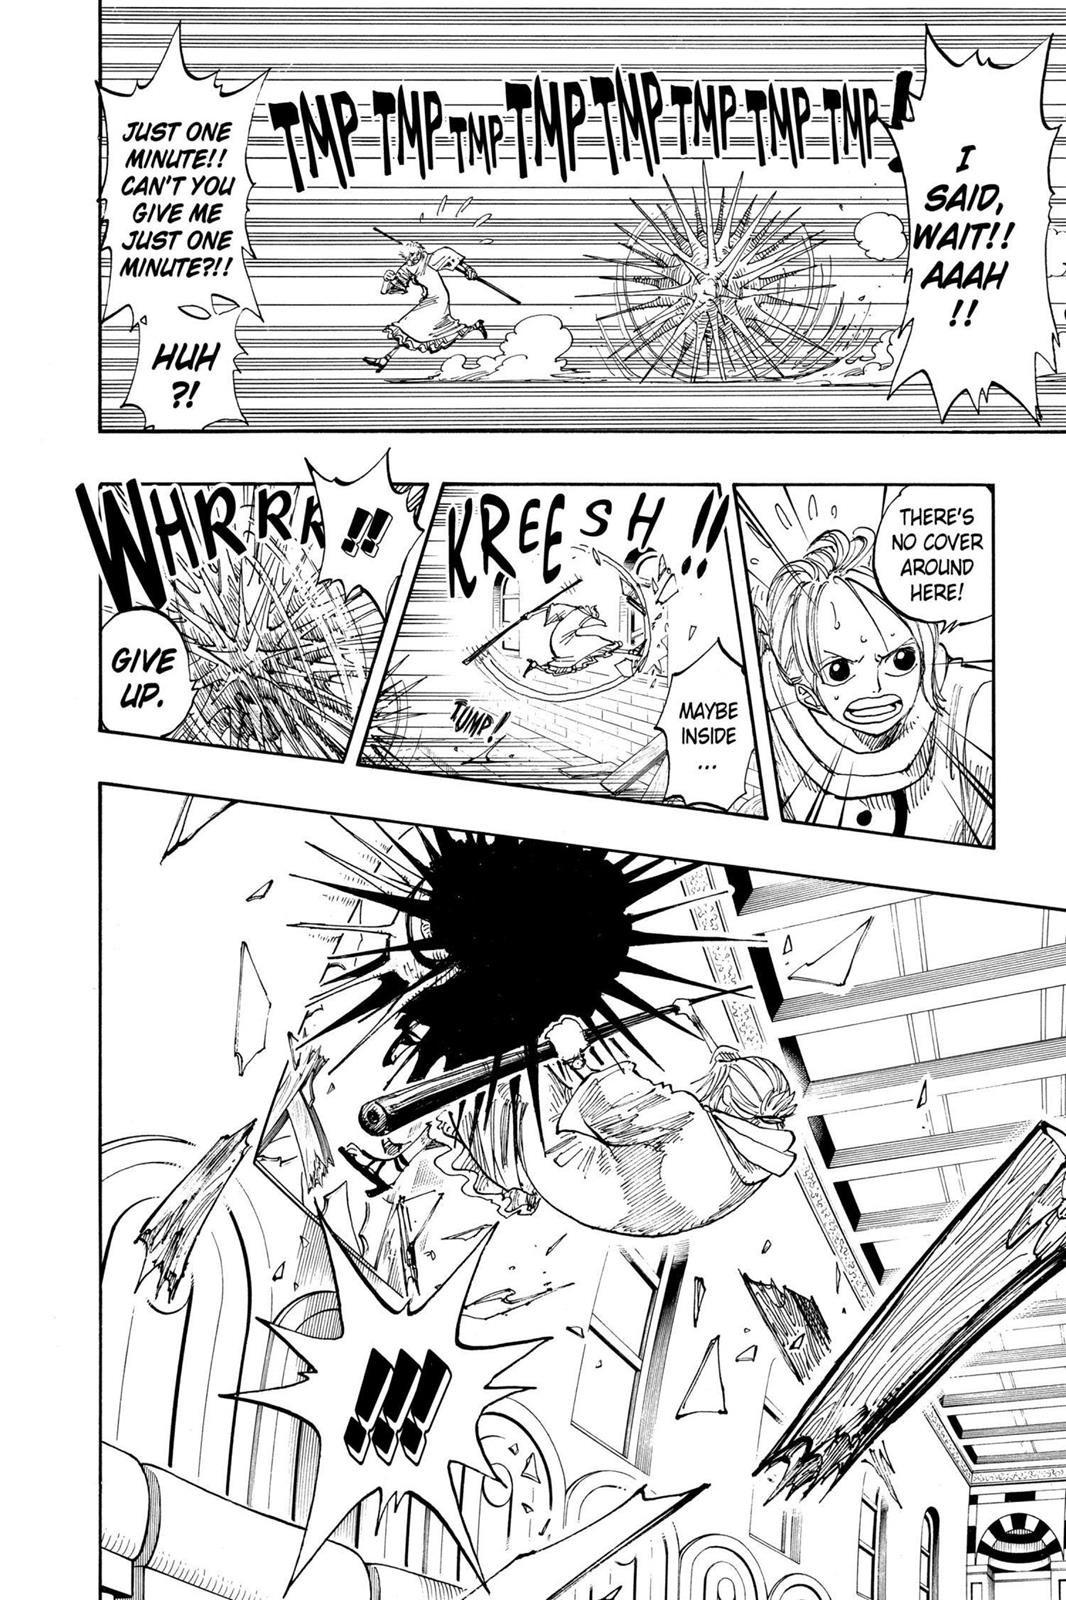 I
SAID,
WAIT!!
AAAH
!!
TMP TMP TMP TMP TMP TMP TMP TMP!
JUST ONE
MINUTE!!
CAN'T YOU
GIVE ME
JUST ONE
MINUTE?!!
HUH
?!
THERE'S
NO COVER
AROUND
HERE!
KREESH!!
MAYBE
INSIDE
...
TUMP!
!!
WHRRRR
GIVE
UP.
!!!